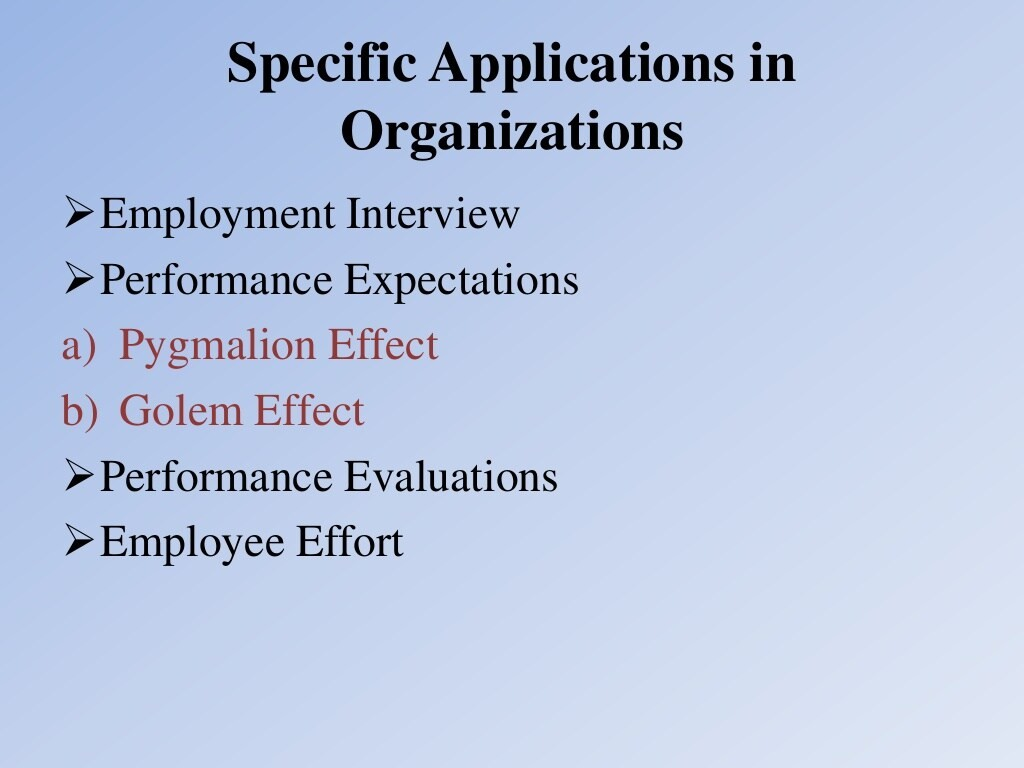 Specific Applications in
Organizations
➢Employment Interview
➢Performance Expectations
a) Pygmalion Effect
b) Golem Effect
➢Performance Evaluations
➢Employee Effort